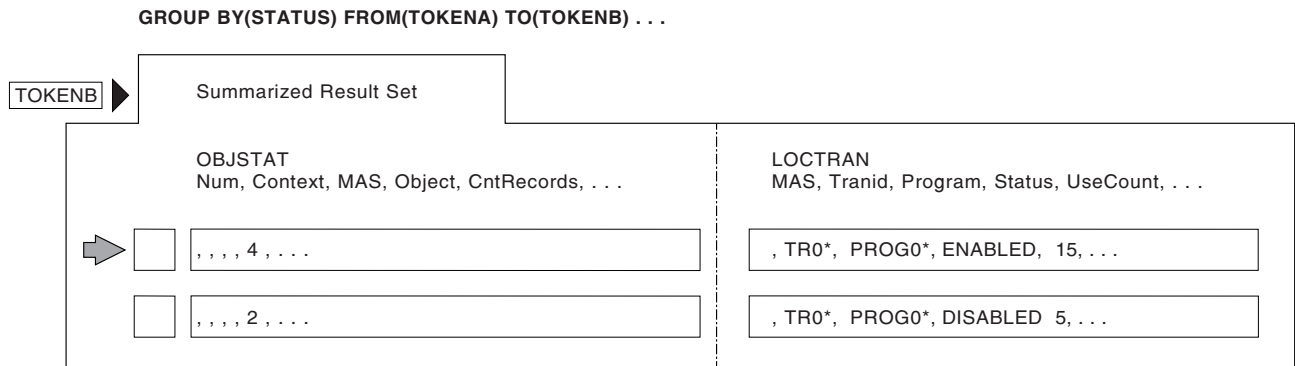 GROUP BY(STATUS) FROM(TOKENA) TO(TOKENB) . . .
TOKENB
Summarized Result Set
OBJSTAT
Num, Context, MAS, Object, CntRecords, . . .
LOCTRAN
MAS, Tranid, Program, Status, UseCount, . . .
, , , , 4 , . . .
, TR0*, PROG0*, ENABLED, 15, . . .
, , , , 2 , . . .
, TR0*, PROG0*, DISABLED 5, . . .